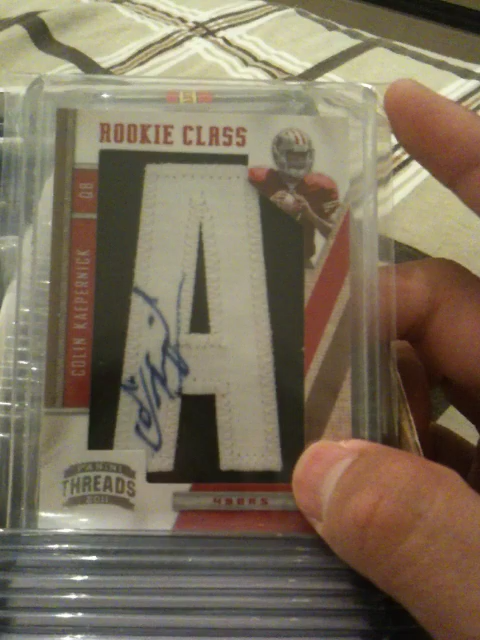 ROOKIE CLASS
QB
COLIN KAEPERNICK
A
PANINI
THREADS
2011
49ERS